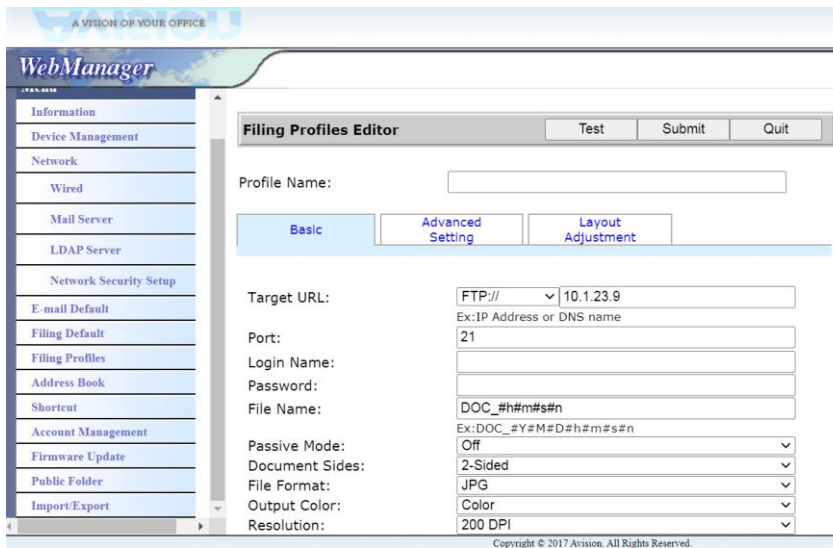 A VISION OF YOUR OFFICE
WebManager
Menu
Information
Device Management
Network
Wired
Mail Server
LDAP Server
Network Security Setup
E-mail Default
Filing Default
Filing Profiles
Address Book
Shortcut
Account Management
Firmware Update
Public Folder
Import/Export
Filing Profiles Editor Test Submit Quit
Profile Name:
Basic Advanced Setting Layout Adjustment
Target URL: FTP:// 10.1.23.9
Ex:IP Address or DNS name
Port: 21
Login Name:
Password:
File Name: DOC_#h#m#s#n
Ex:DOC_#Y#M#D#h#m#s#n
Passive Mode: Off
Document Sides: 2-Sided
File Format: JPG
Output Color: Color
Resolution: 200 DPI
Copyright © 2017 Avision. All Rights Reserved.